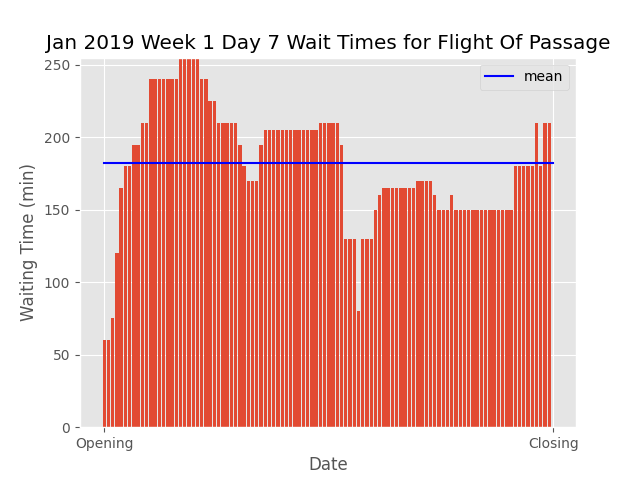 Jan 2019 Week 1 Day 7 Wait Times for Flight Of Passage
mean
250
200
150
100
50
0
Waiting Time (min)
Opening
Closing
Date